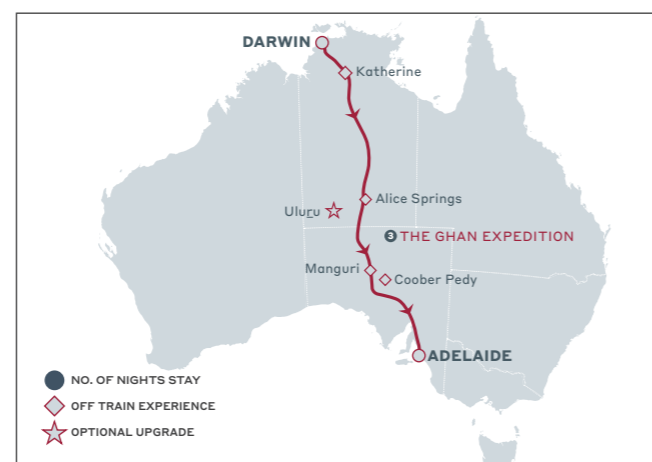 DARWIN
Katherine
Alice Springs
Uluru
3 THE GHAN EXPEDITION
Manguri
Coober Pedy
ADELAIDE
NO. OF NIGHTS STAY
OFF TRAIN EXPERIENCE
OPTIONAL UPGRADE